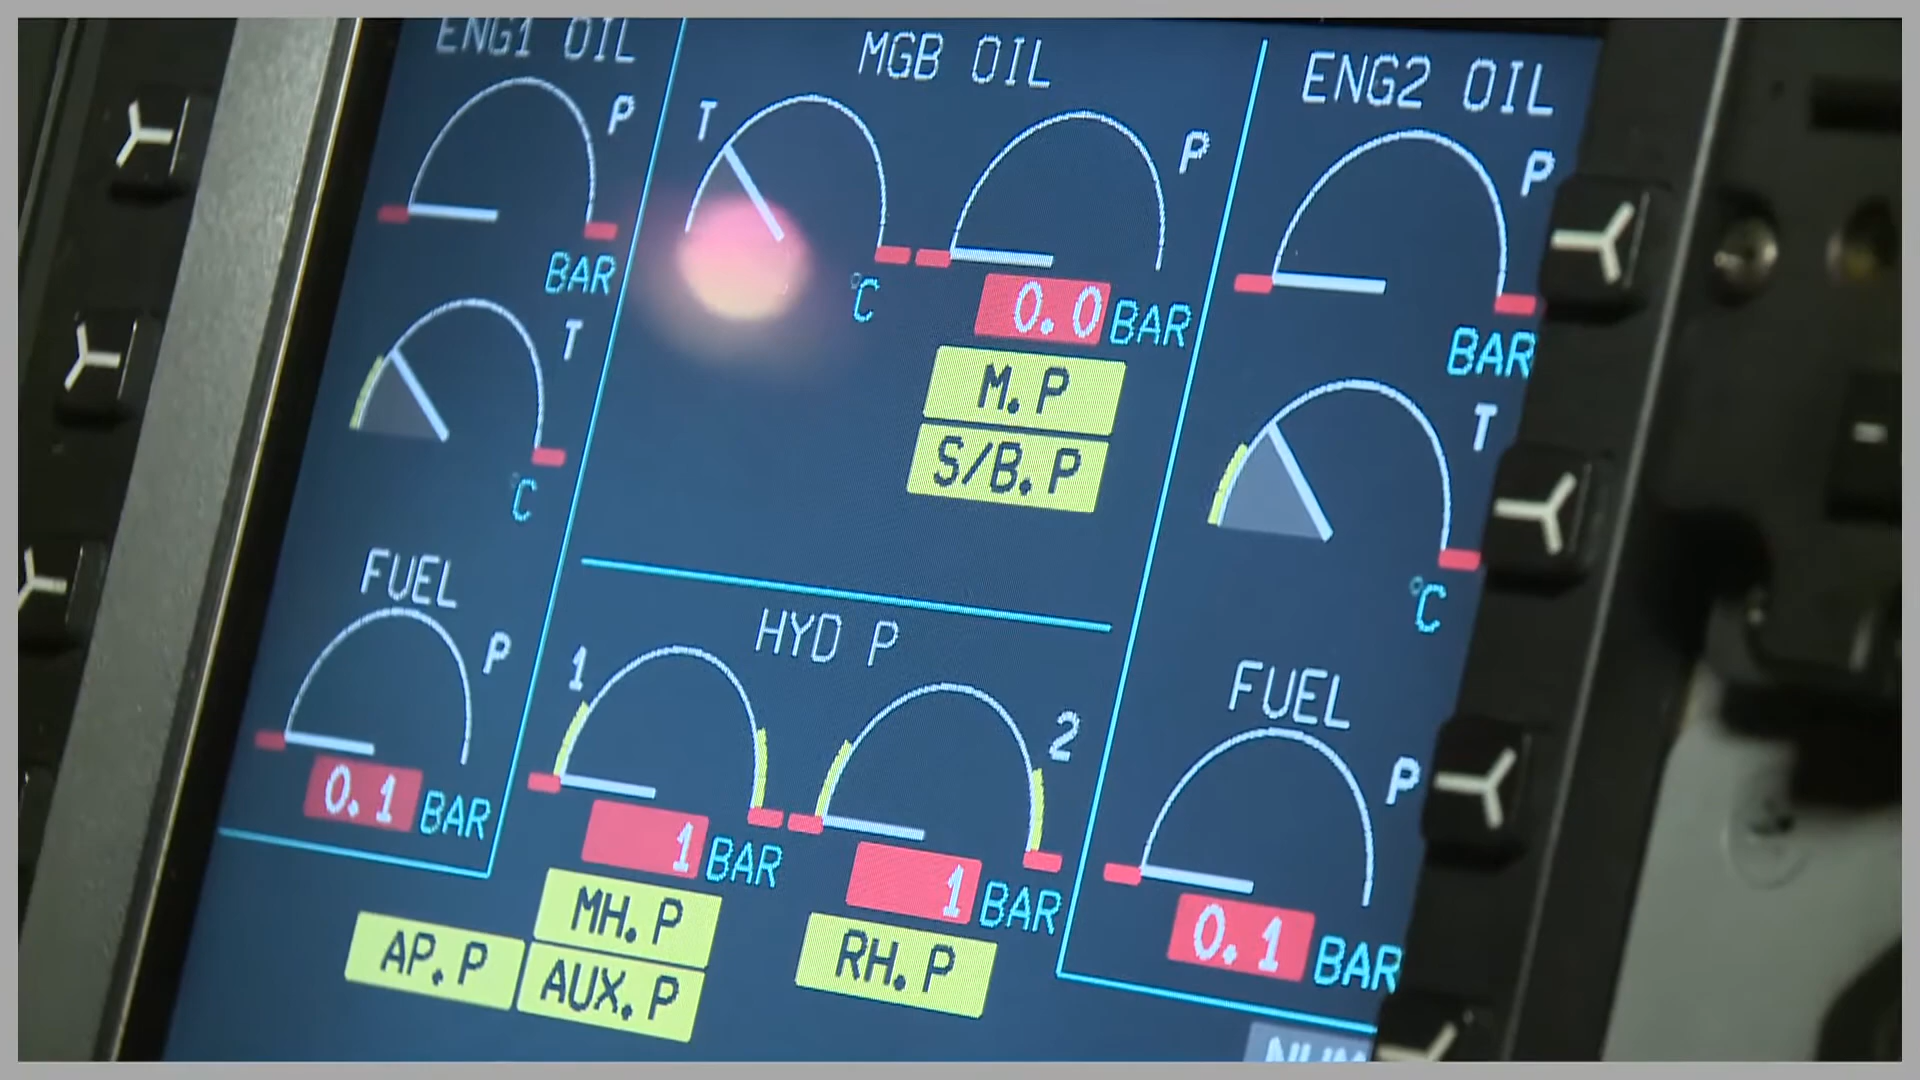 ENG1 OIL
P
BAR
T
°C
FUEL
P
0.1 BAR
MGB OIL
T
P
°C
0.0 BAR
M.P
S/B.P
HYD P
1
2
1 BAR
1 BAR
MH.P
RH.P
AP.P
AUX.P
ENG2 OIL
P
BAR
T
°C
FUEL
P
0.1 BAR